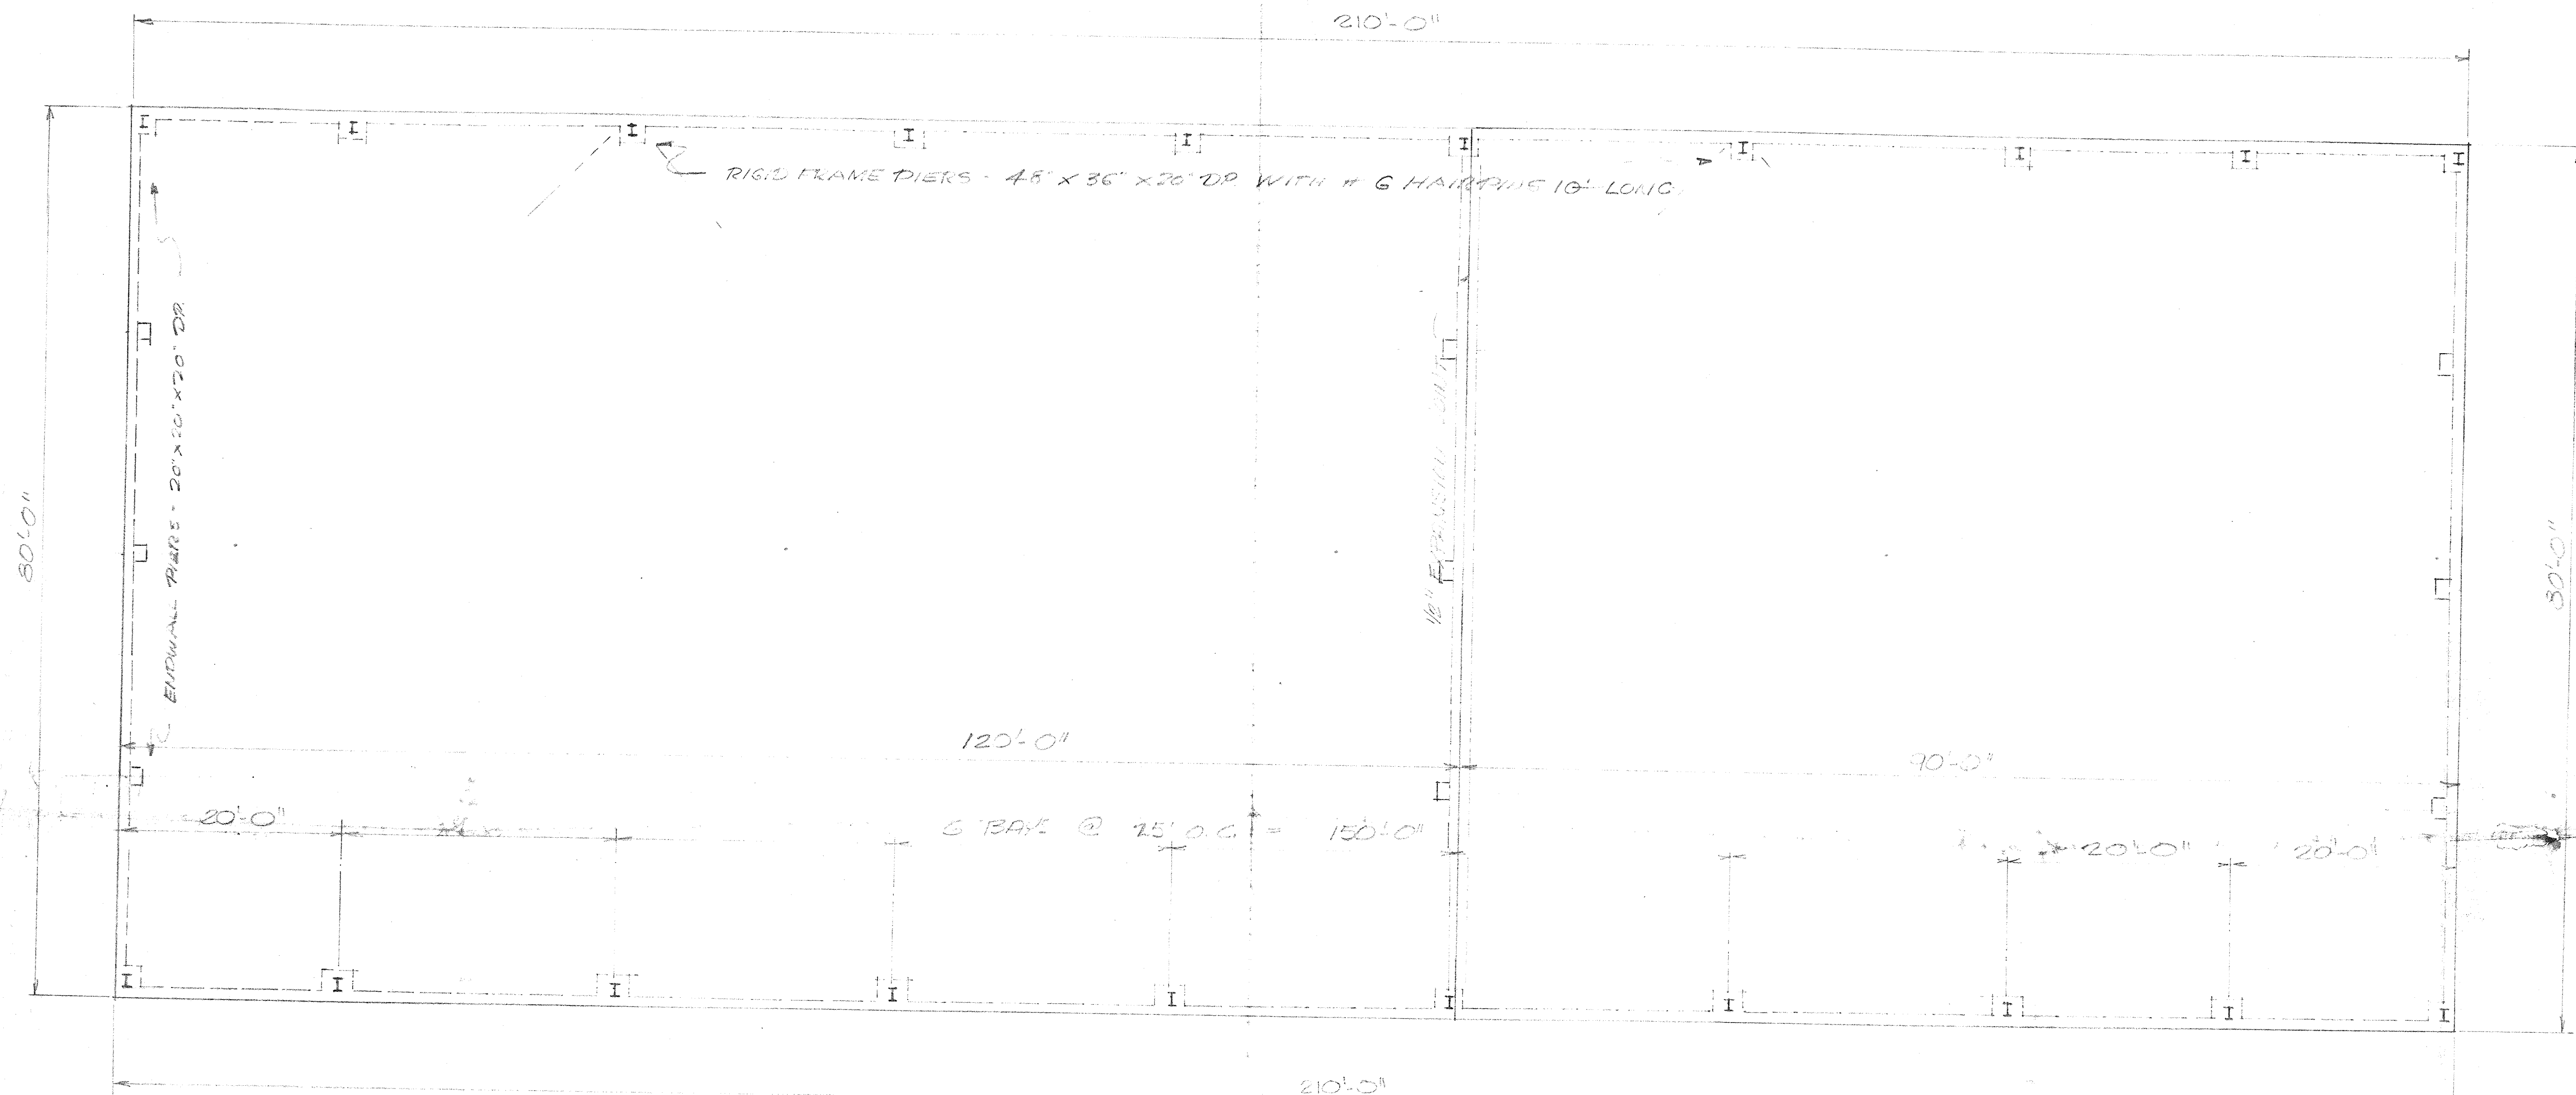 210'-0"
RIGID FRAME PIERS - 48" X 36" X 30" DP. WITH # 6 HAIRPINS 10' LONG
ENDWALL PIERS - 20" X 20" X 20" DP.
80'-0"
1/2" EXPANSION JOINT
80'-0"
120'-0"
90'-0"
20'-0"
6 BAYS @ 25' O.C. = 150'-0"
20'-0"
20'-0"
210'-0"